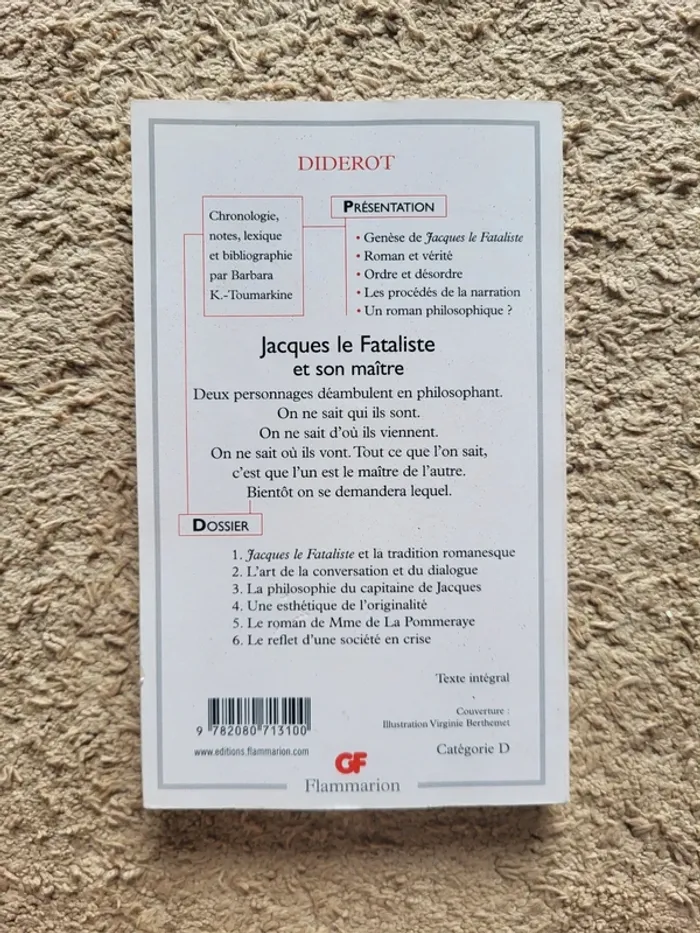 DIDEROT
Chronologie,
notes, lexique
et bibliographie
par Barbara
K.-Toumarkine
PRÉSENTATION
• Genèse de Jacques le Fataliste
• Roman et vérité
• Ordre et désordre
• Les procédés de la narration
• Un roman philosophique ?
Jacques le Fataliste
et son maître
Deux personnages déambulent en philosophant.
On ne sait qui ils sont.
On ne sait d’où ils viennent.
On ne sait où ils vont. Tout ce que l’on sait,
c’est que l’un est le maître de l’autre.
Bientôt on se demandera lequel.
DOSSIER
1. Jacques le Fataliste et la tradition romanesque
2. L’art de la conversation et du dialogue
3. La philosophie du capitaine de Jacques
4. Une esthétique de l’originalité
5. Le roman de Mme de La Pommeraye
6. Le reflet d’une société en crise
Texte intégral
Couverture :
Illustration Virginie Berthemet
Catégorie D
9 782080 713100
www.editions.flammarion.com
GF
Flammarion